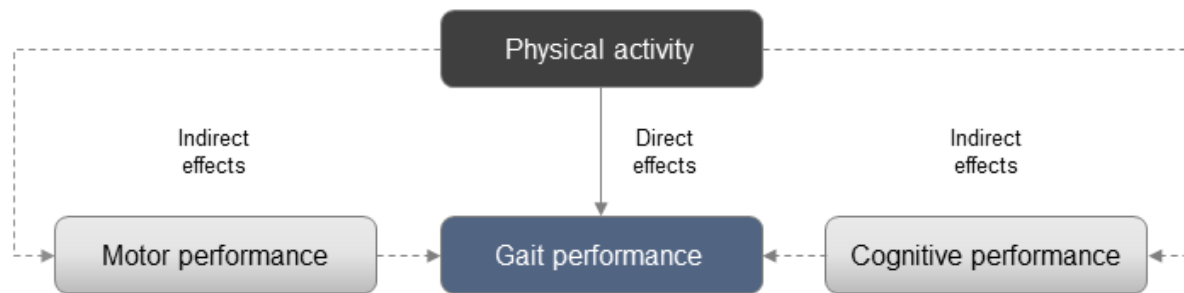 Physical activity
Indirect
effects
Direct
effects
Indirect
effects
Motor performance
Gait performance
Cognitive performance